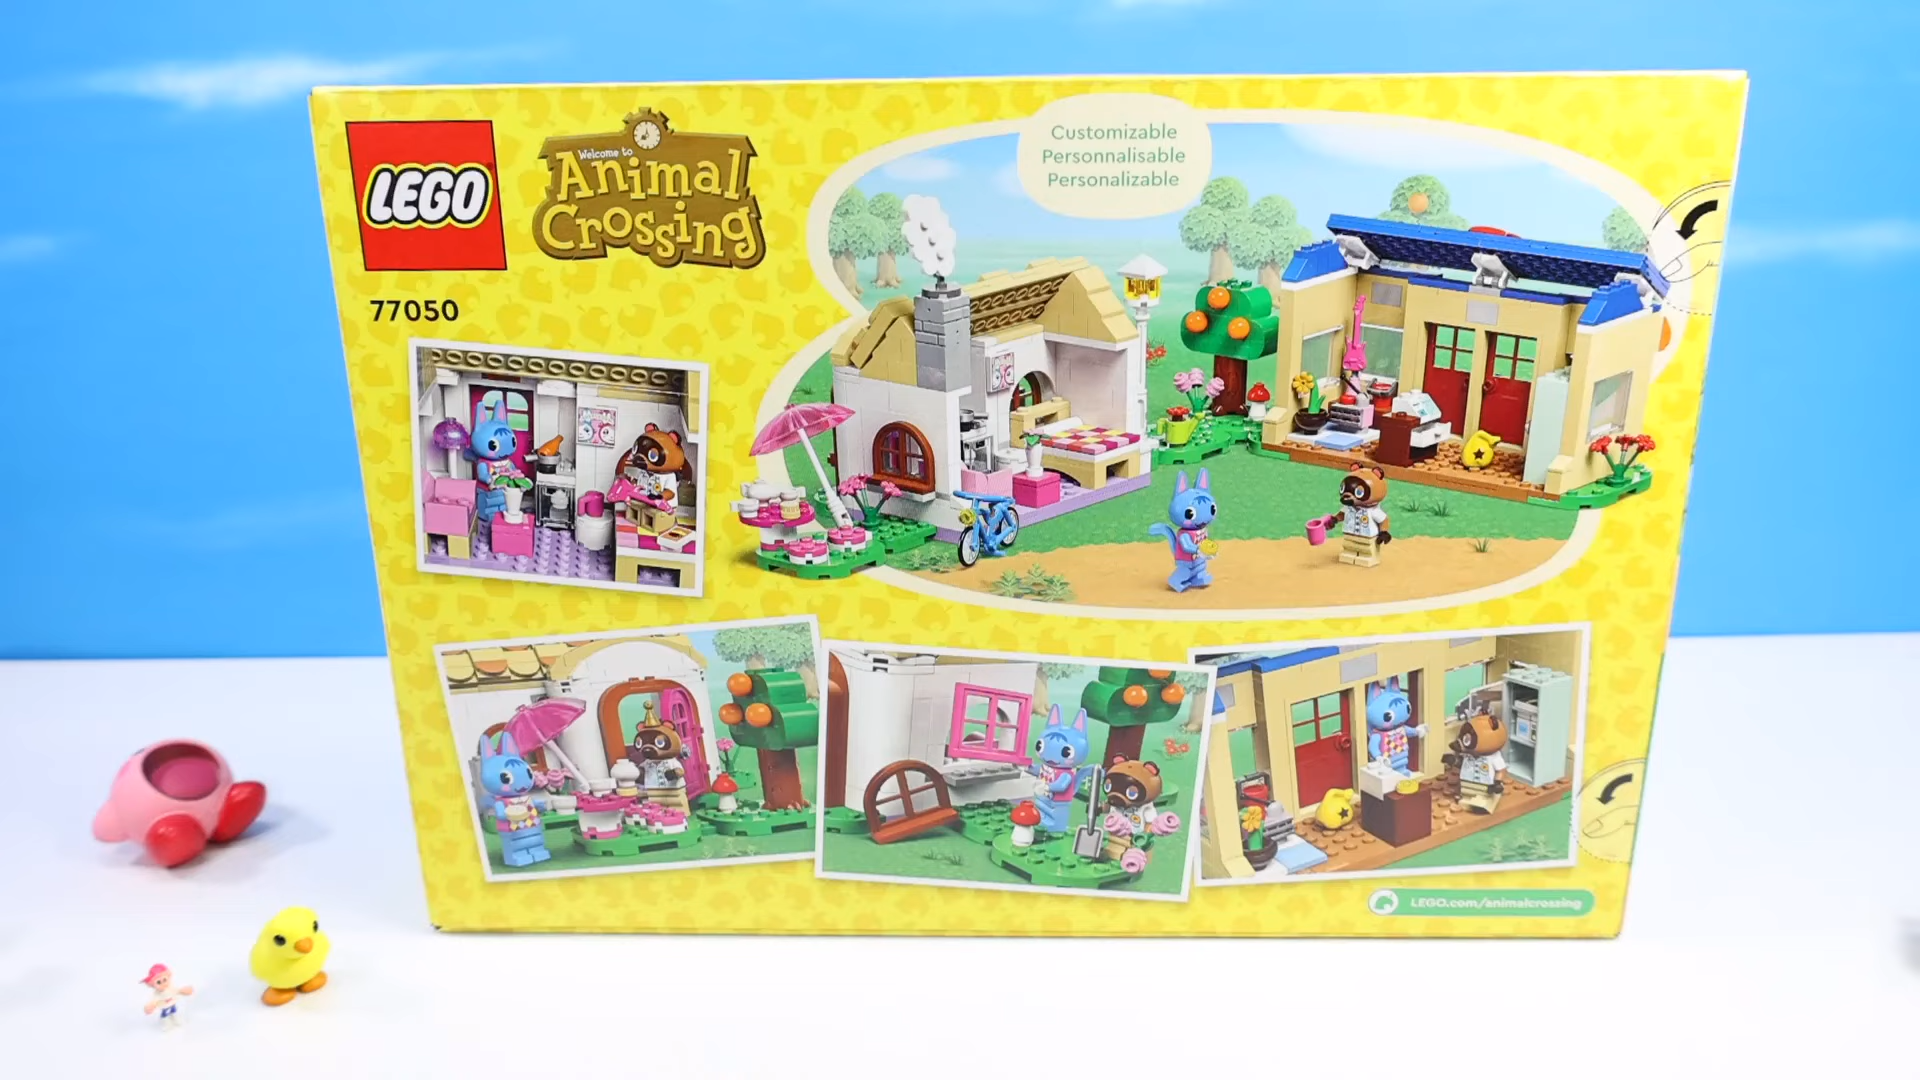 LEGO
Welcome to
Animal
Crossing
77050
Customizable
Personnalisable
Personalizable
LEGO.com/animalcrossing